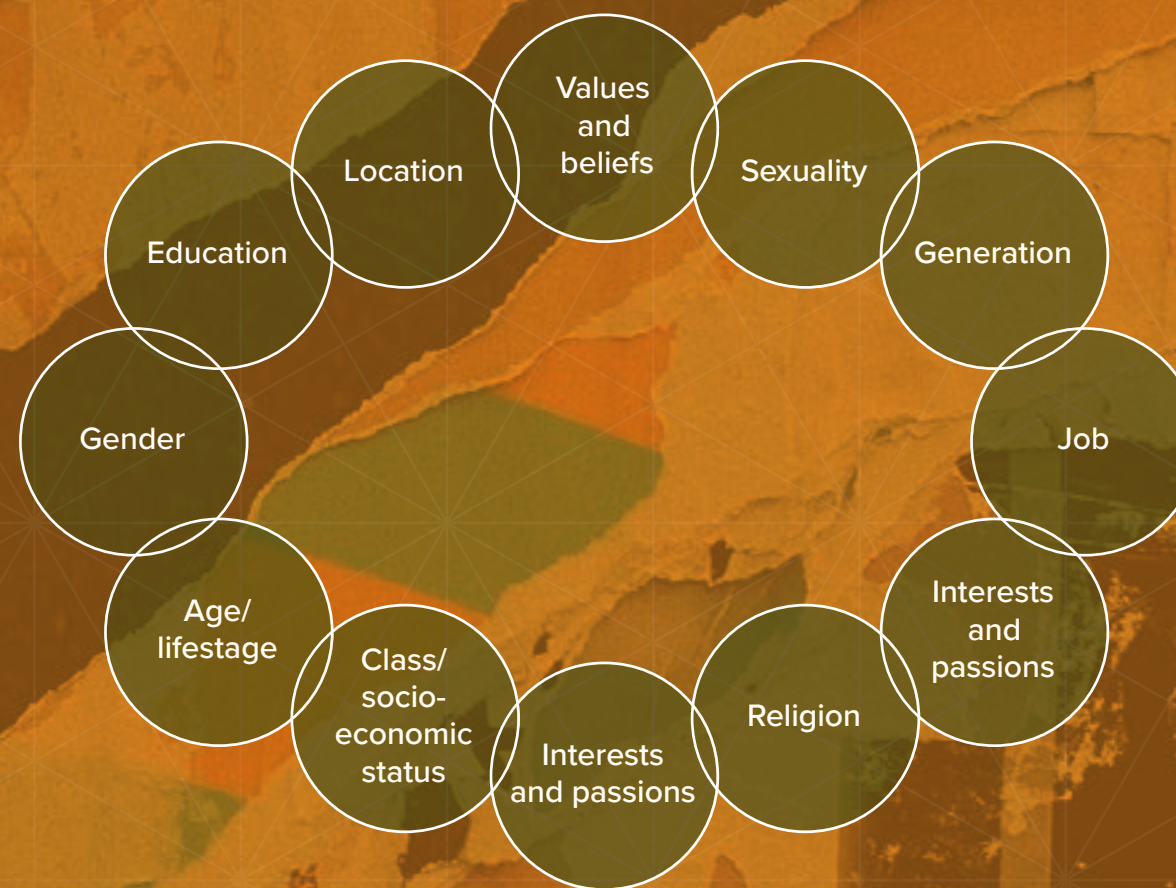 Values
and
beliefs
Location
Sexuality
Education
Generation
Gender
Job
Age/
lifestage
Interests
and
passions
Class/
socio-
economic
status
Religion
Interests
and passions